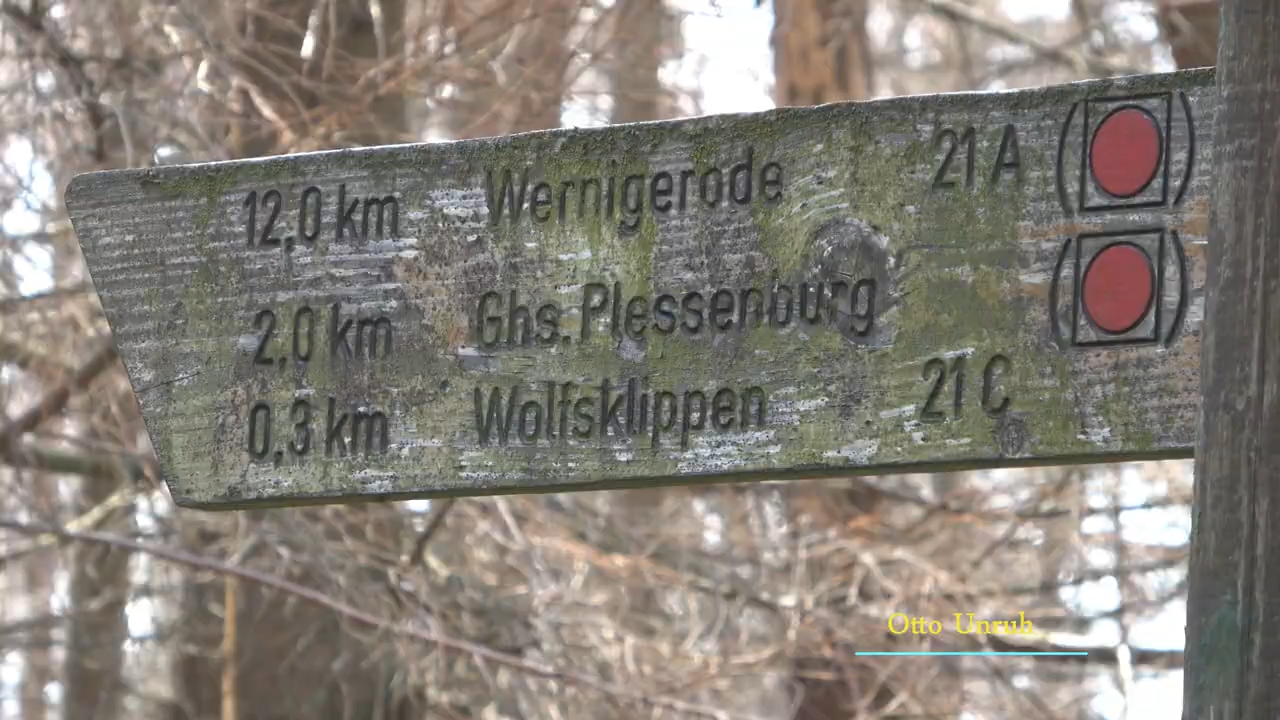 12,0 km Wernigerode 21 A
2,0 km Ghs. Plessenburg
0,3 km Wolfsklippen 21 C
Otto Unruh